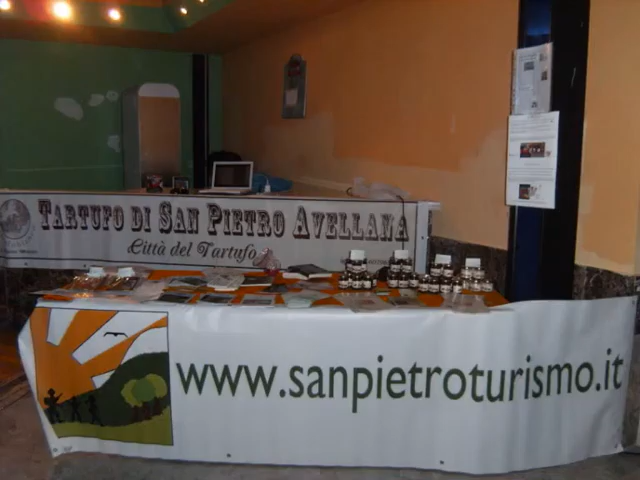 TARTUFO DI SAN PIETRO AVELLANA
Città del Tartufo
www.sanpietroturismo.it